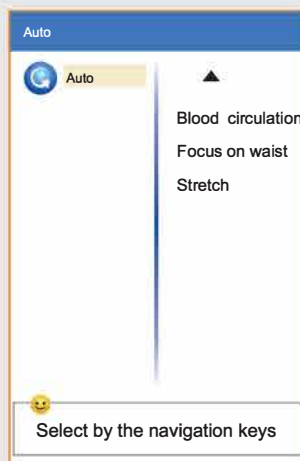 Auto
Auto
Blood circulation
Focus on waist
Stretch
Select by the navigation keys